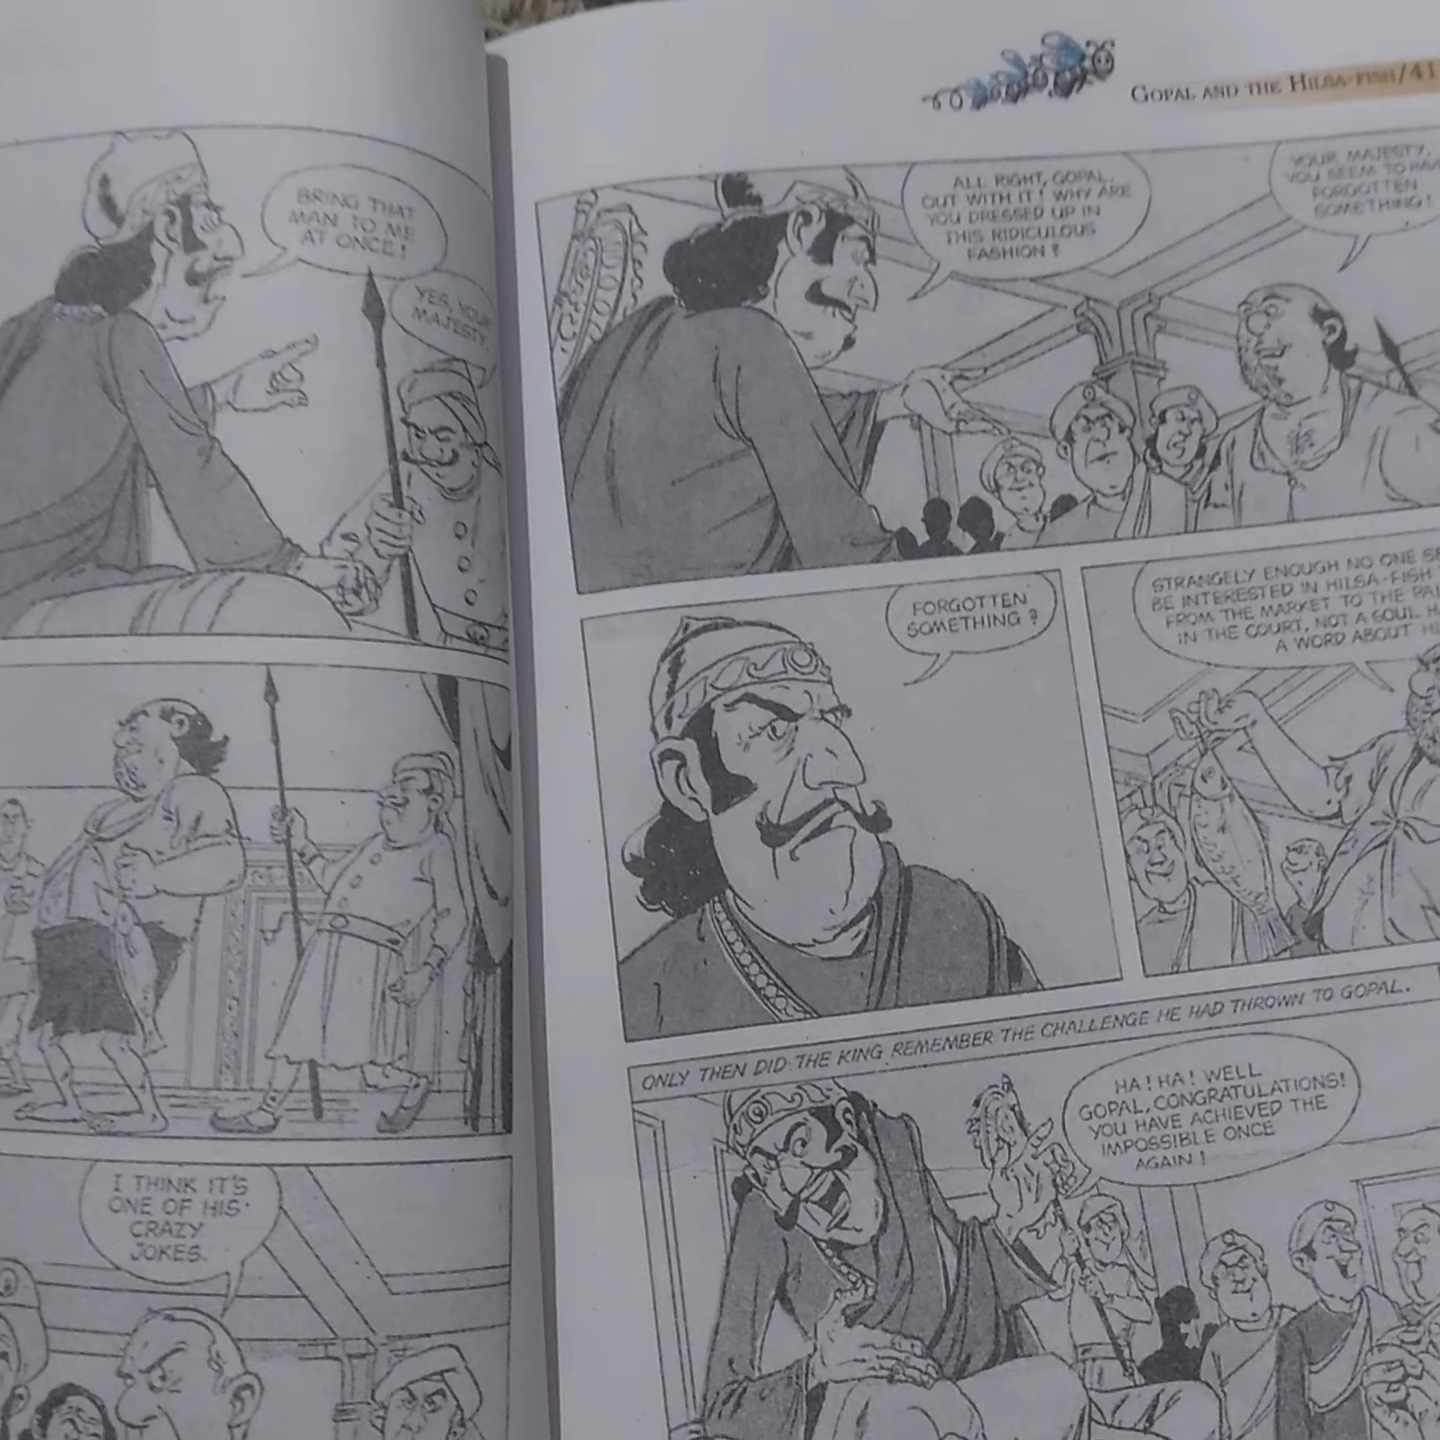 BRING THAT
MAN TO ME
AT ONCE!
YES, YOUR
MAJESTY.
I THINK IT'S
ONE OF HIS
CRAZY
JOKES.
GOPAL AND THE HILSA-FISH/41
ALL RIGHT, GOPAL.
OUT WITH IT! WHY ARE
YOU DRESSED UP IN
THIS RIDICULOUS
FASHION?
YOUR MAJESTY,
YOU SEEM TO
FORGOTTEN
SOMETHING!
FORGOTTEN
SOMETHING?
STRANGELY ENOUGH NO ONE
BE INTERESTED IN HILSA-FISH
FROM THE MARKET TO THE
IN THE COURT, NOT A SOUL
A WORD ABOUT
ONLY THEN DID THE KING REMEMBER THE CHALLENGE HE HAD THROWN TO GOPAL.
HA! HA! WELL
GOPAL, CONGRATULATIONS!
YOU HAVE ACHIEVED THE
IMPOSSIBLE ONCE
AGAIN!